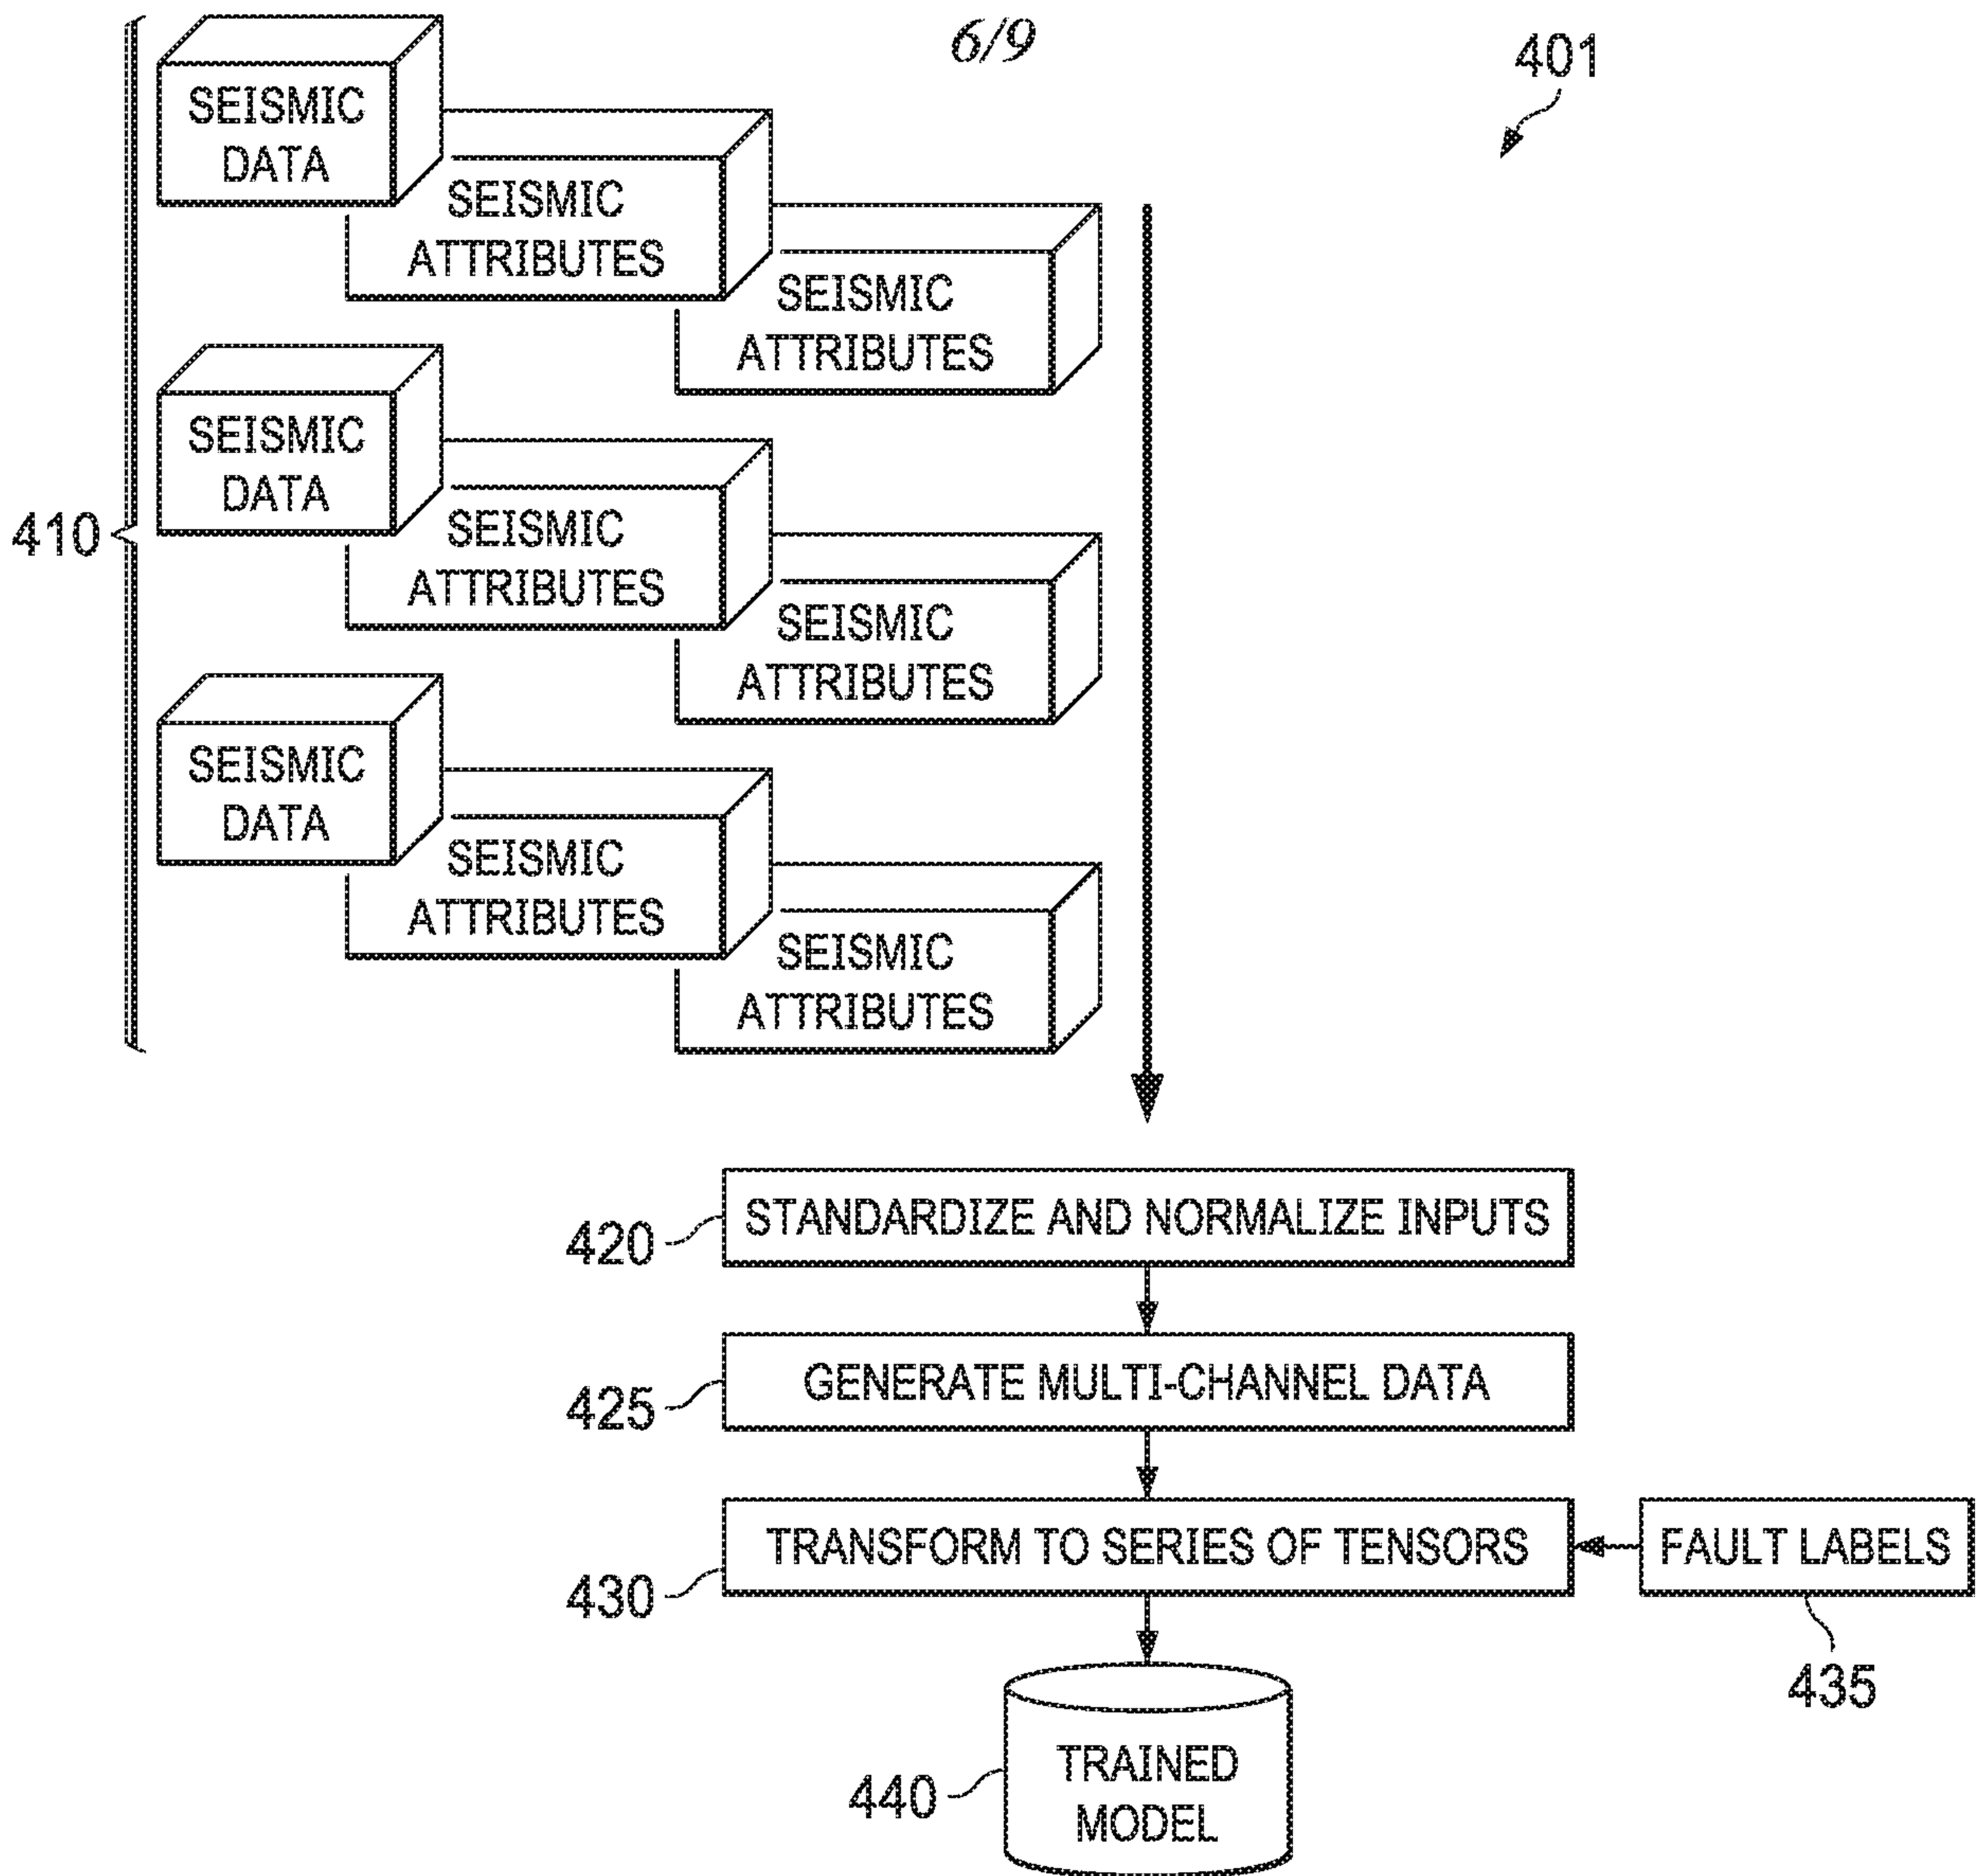 6/9
401
SEISMIC
DATA
SEISMIC
ATTRIBUTES
SEISMIC
ATTRIBUTES
410
SEISMIC
DATA
SEISMIC
ATTRIBUTES
SEISMIC
ATTRIBUTES
SEISMIC
DATA
SEISMIC
ATTRIBUTES
SEISMIC
ATTRIBUTES
420
STANDARDIZE AND NORMALIZE INPUTS
425
GENERATE MULTI-CHANNEL DATA
430
TRANSFORM TO SERIES OF TENSORS
FAULT LABELS
435
440
TRAINED
MODEL